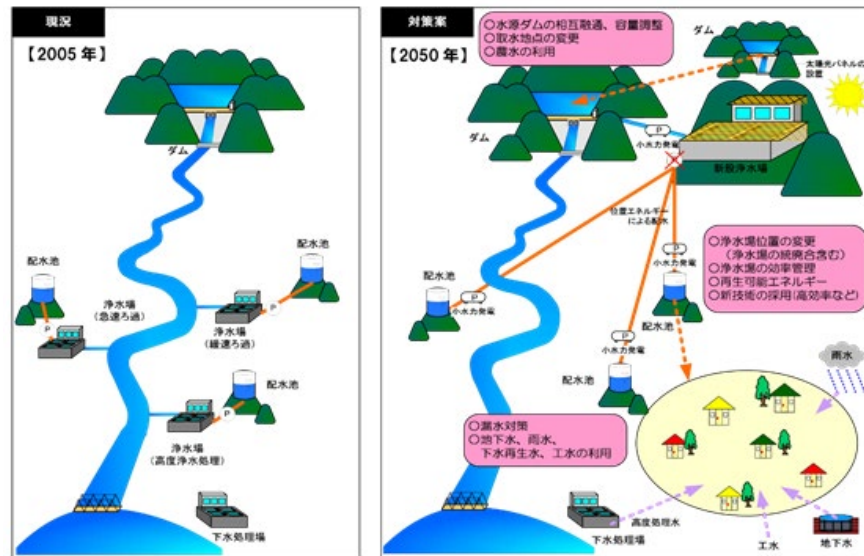 現況
【2005年】
ダム
配水池
配水池
浄水場
(急速ろ過)
P
P
浄水場
(緩速ろ過)
配水池
P
浄水場
(高度浄水処理)
下水処理場
対策案
【2050年】
○水源ダムの相互融通、容量調整
○取水地点の変更
○農水の利用
太陽光パネルの
設置
ダム
P
小水力発電
新設浄水場
位置エネルギー
による配水
○浄水場位置の変更
(浄水場の統廃合含む)
○浄水場の効率管理
○再生可能エネルギー
○新技術の採用(高効率など)
小水力発電
配水池
配水池
小水力発電
小水力発電
配水池
雨水
○漏水対策
○地下水、雨水、
下水再生水、工水の利用
高度処理水
下水処理場
工水
地下水